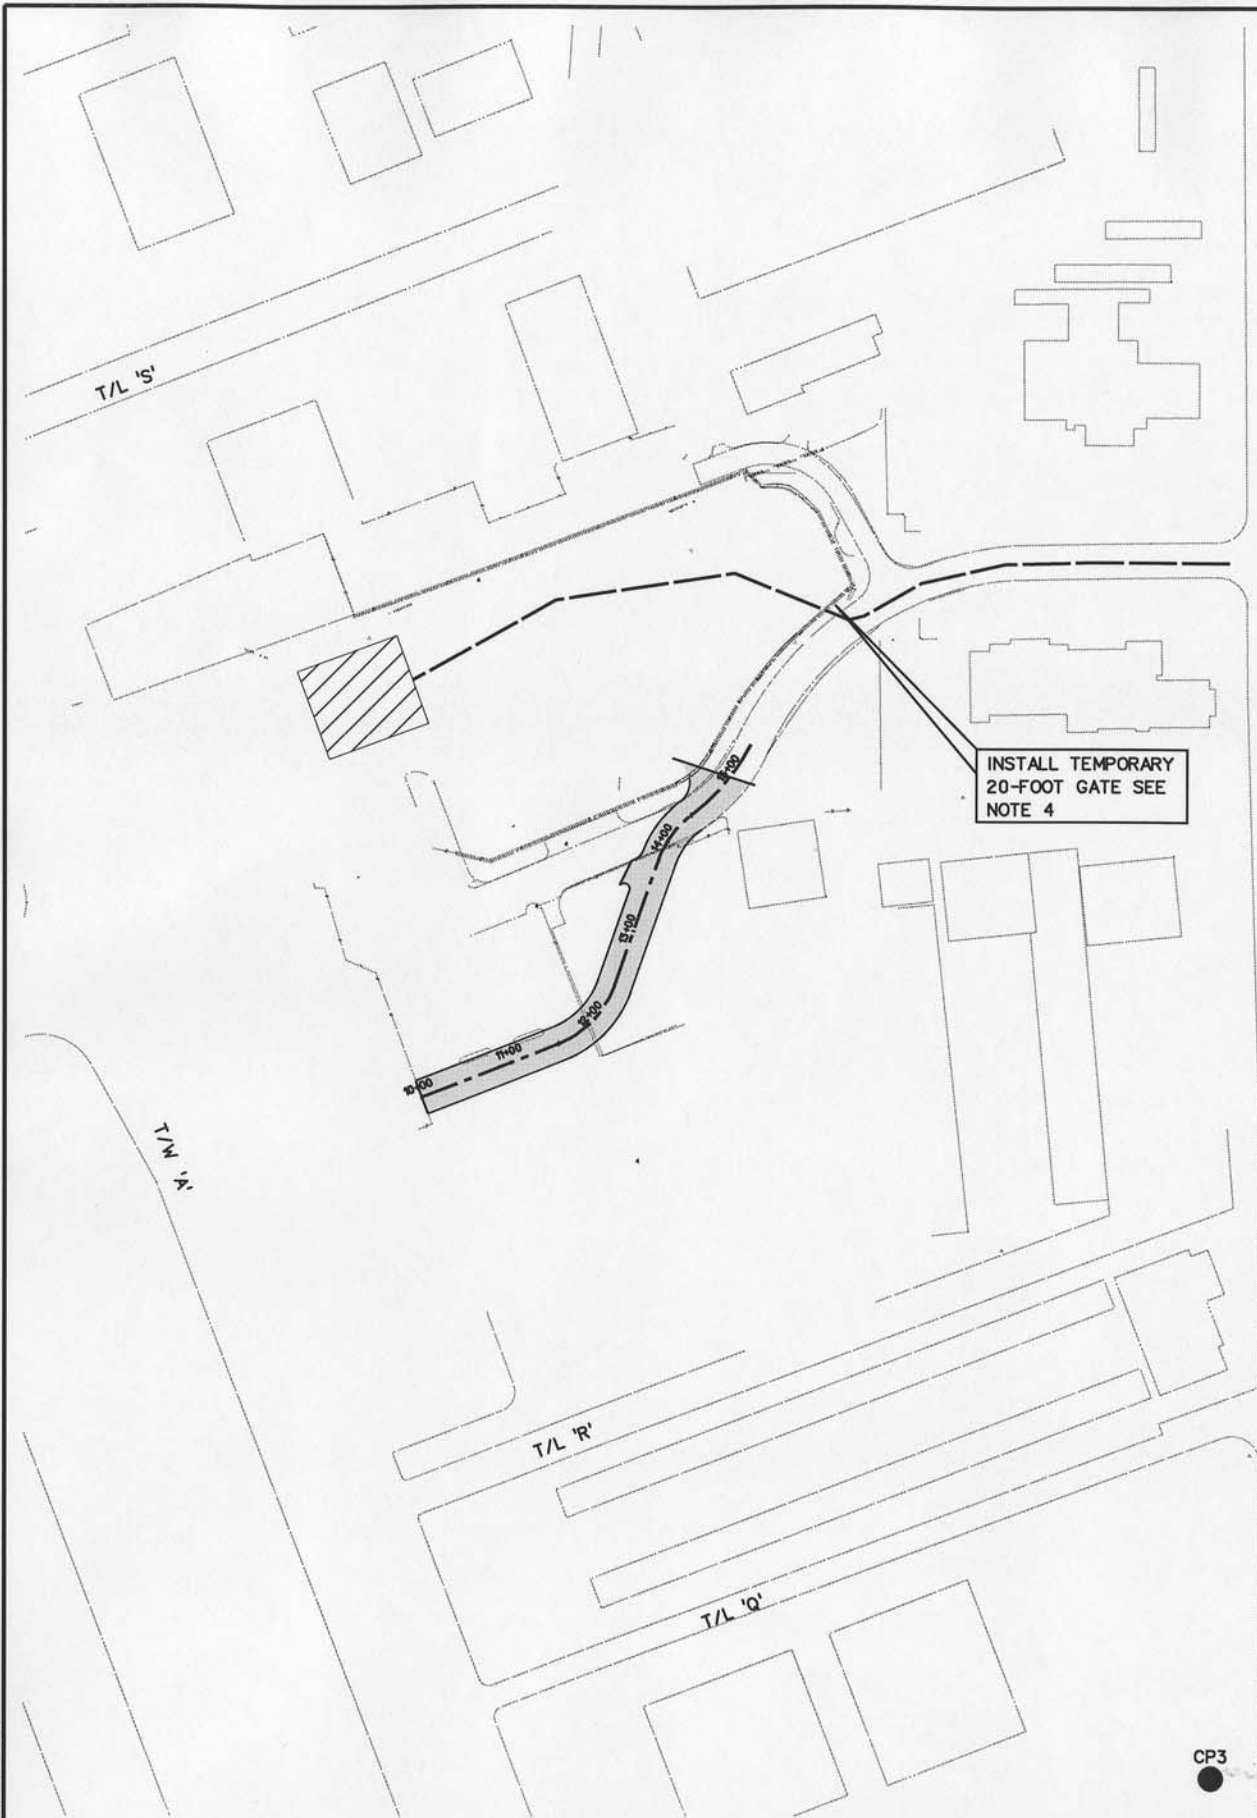 T/L 'S'
INSTALL TEMPORARY
20-FOOT GATE SEE
NOTE 4
15+00
14+00
13+00
12+00
11+00
10+00
T/W 'A'
T/L 'R'
T/L 'Q'
CP3